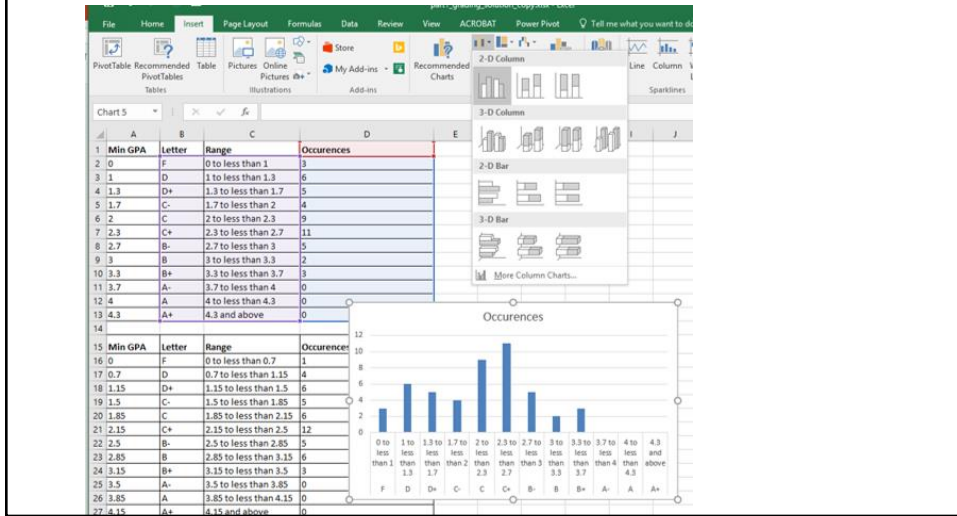 File Home Insert Page Layout Formulas Data Review View ACROBAT Power Pivot Tell me what you want to do
PivotTable Recommended PivotTables Table Pictures Online Pictures Store My Add-ins Recommended Charts Line Column
Tables Illustrations Add-ins Sparklines
2-D Column
3-D Column
2-D Bar
3-D Bar
More Column Charts...
Chart 5 fx
A B C D E I J
1 Min GPA Letter Range Occurences
2 0 F 0 to less than 1 3
3 1 D 1 to less than 1.3 6
4 1.3 D+ 1.3 to less than 1.7 5
5 1.7 C- 1.7 to less than 2 4
6 2 C 2 to less than 2.3 9
7 2.3 C+ 2.3 to less than 2.7 11
8 2.7 B- 2.7 to less than 3 5
9 3 B 3 to less than 3.3 2
10 3.3 B+ 3.3 to less than 3.7 3
11 3.7 A- 3.7 to less than 4 0
12 4 A 4 to less than 4.3 0
13 4.3 A+ 4.3 and above 0
14
15 Min GPA Letter Range Occurences
16 0 F 0 to less than 0.7 1
17 0.7 D 0.7 to less than 1.15 4
18 1.15 D+ 1.15 to less than 1.5 6
19 1.5 C- 1.5 to less than 1.85 5
20 1.85 C 1.85 to less than 2.15 6
21 2.15 C+ 2.15 to less than 2.5 12
22 2.5 B- 2.5 to less than 2.85 5
23 2.85 B 2.85 to less than 3.15 6
24 3.15 B+ 3.15 to less than 3.5 3
25 3.5 A- 3.5 to less than 3.85 0
26 3.85 A 3.85 to less than 4.15 0
27 4.15 A+ 4.15 and above 0
Occurences
12
10
8
6
4
2
0
0 to 1 to 1.3 to 1.7 to 2 to 2.3 to 2.7 to 3 to 3.3 to 3.7 to 4 to 4.3
less less less less less less less less less less less and
than 1 than than than 2 than than than 3 than than than 4 than above
1.3 1.7 2.3 2.7 3.3 3.7 4.3
F D D+ C- C C+ B- B B+ A- A A+